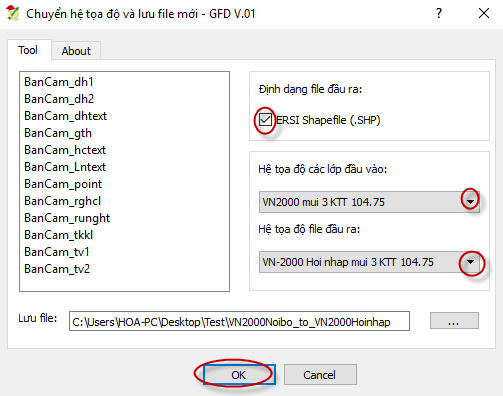 Chuyển hệ tọa độ và lưu file mới - GFD V.01
Tool
About
BanCam_dh1
BanCam_dh2
BanCam_dhtext
BanCam_gth
BanCam_hctext
BanCam_Lntext
BanCam_point
BanCam_rghcl
BanCam_runght
BanCam_tkkl
BanCam_tv1
BanCam_tv2
Định dạng file đầu ra:
ERSI Shapefile (.SHP)
Hệ tọa độ các lớp đầu vào:
VN2000 mui 3 KTT 104.75
Hệ tọa độ file đầu ra:
VN-2000 Hoi nhap mui 3 KTT 104.75
Lưu file:
C:\Users\HOA-PC\Desktop\Test\VN2000Noibo_to_VN2000Hoinhap
...
OK
Cancel